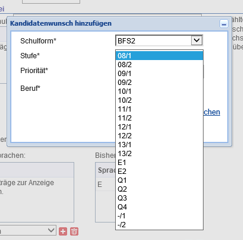 Kandidatenwunsch hinzufügen
Schulform* BFS2
Stufe*
Priorität*
Beruf*
08/1
08/2
09/1
09/2
10/1
10/2
11/1
11/2
12/1
12/2
13/1
13/2
E1
E2
Q1
Q2
Q3
Q4
-/1
-/2
chen
rachen:
Bishe
träge zur Anzeige
Sprac
E